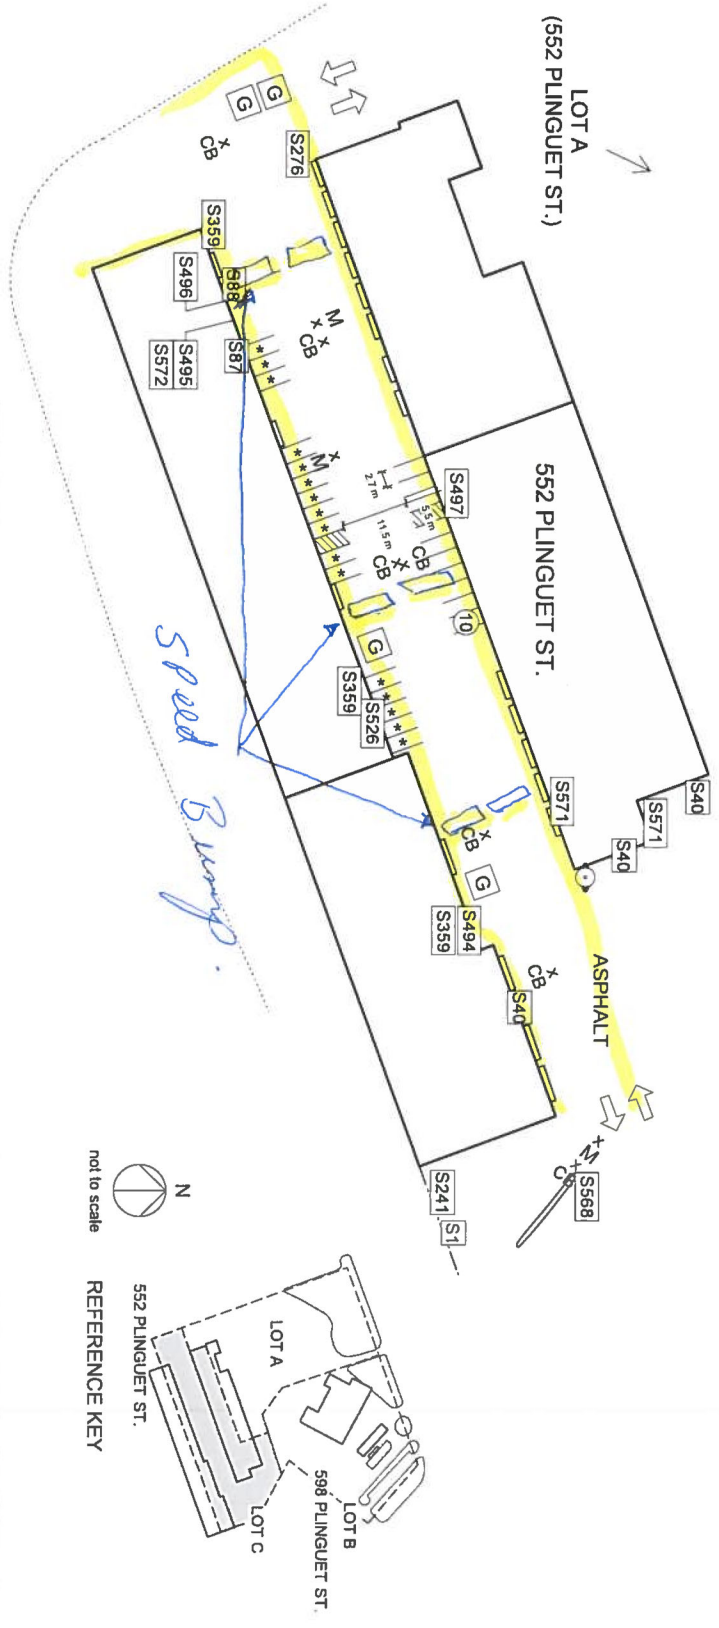 LOT A
(552 PLINGUET ST.)
G
G
CB
S276
S359
S88
S496
S495
S572
S87
M
CB
M
2.7 m
S497
5.5 m
11.5 m
CB
CB
552 PLINGUET ST.
10
G
S359
S526
S571
S40
S571
S40
CB
G
S494
S359
CB
S40
ASPHALT
M
S568
S241
S1
Speed Bump.
N
not to scale
552 PLINGUET ST.
REFERENCE KEY
LOT A
LOT B
598 PLINGUET ST.
LOT C